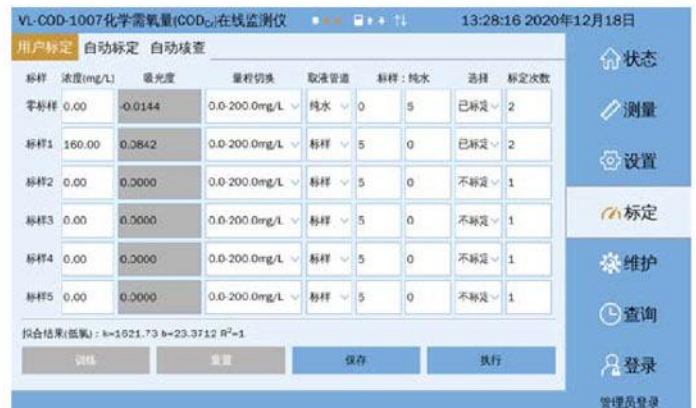 VL-COD-1007化学需氧量(CODcr)在线监测仪 13:28:16 2020年12月18日
用户标定 自动标定 自动核查
标样 浓度(mg/L) 吸光度 量程切换 取液管道 标样：纯水 选择 标定次数
零标样 0.00 -0.0144 0.0-200.0mg/L 纯水 0 5 已标定 2
标样1 160.00 0.0842 0.0-200.0mg/L 标样 5 0 已标定 2
标样2 0.00 0.0000 0.0-200.0mg/L 标样 5 0 不标定 1
标样3 0.00 0.0000 0.0-200.0mg/L 标样 5 0 不标定 1
标样4 0.00 0.0000 0.0-200.0mg/L 标样 5 0 不标定 1
标样5 0.00 0.0000 0.0-200.0mg/L 标样 5 0 不标定 1
拟合结果(低氯)：k=1621.73 b=23.3712 R²=1
训练 重置 保存 执行
状态
测量
设置
标定
维护
查询
登录
管理员登录